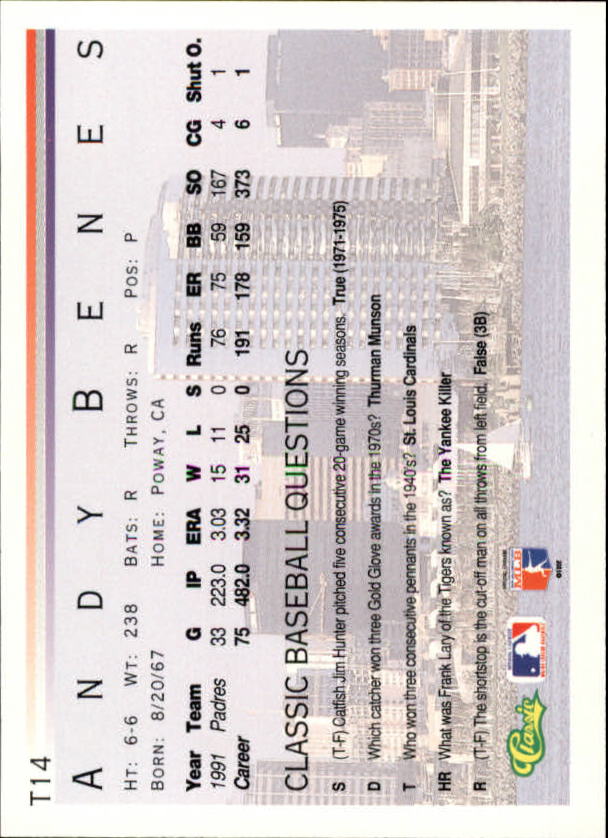 T14
ANDY BENES
HT: 6-6 WT: 238 BATS: R THROWS: R POS: P
BORN: 8/20/67 HOME: POWAY, CA
Year Team G IP ERA W L S Runs ER BB SO CG Shut O.
1991 Padres 33 223.0 3.03 15 11 0 76 75 59 167 4 1
Career 75 482.0 3.32 31 25 0 191 178 159 373 6 1
CLASSIC BASEBALL QUESTIONS
S (T-F) Catfish Jim Hunter pitched five consecutive 20-game winning seasons. True (1971-1975)
D Which catcher won three Gold Glove awards in the 1970s? Thurman Munson
T Who won three consecutive pennants in the 1940's? St. Louis Cardinals
HR What was Frank Lary of the Tigers known as? The Yankee Killer
R (T-F) The shortstop is the cut-off man on all throws from left field. False (3B)
Classic
MLB